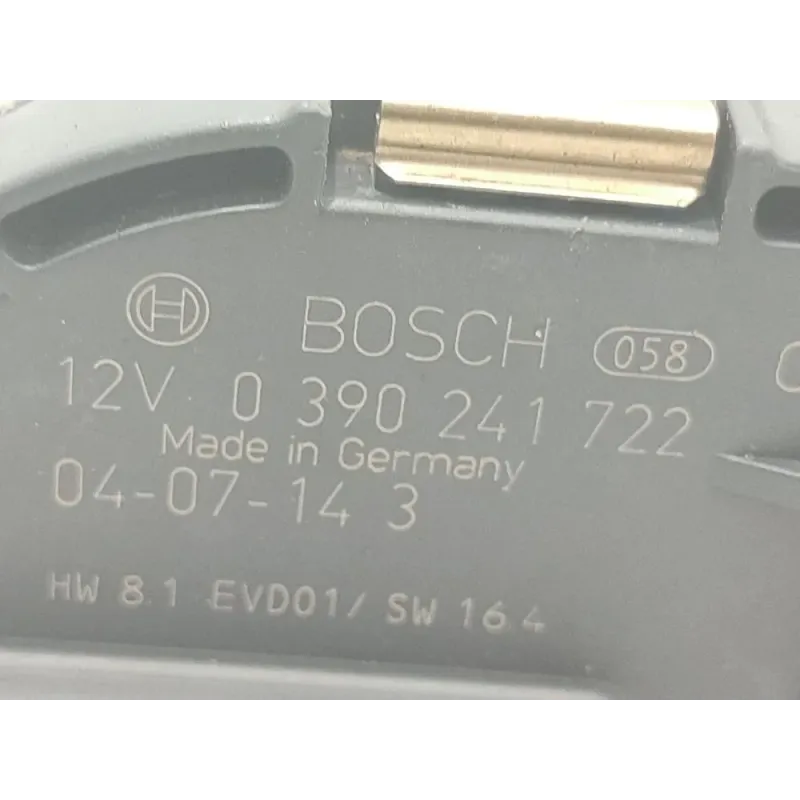 BOSCH 058
12V 0 390 241 722
Made in Germany
04-07-14 3
HW 8.1 EVD01/ SW 16.4